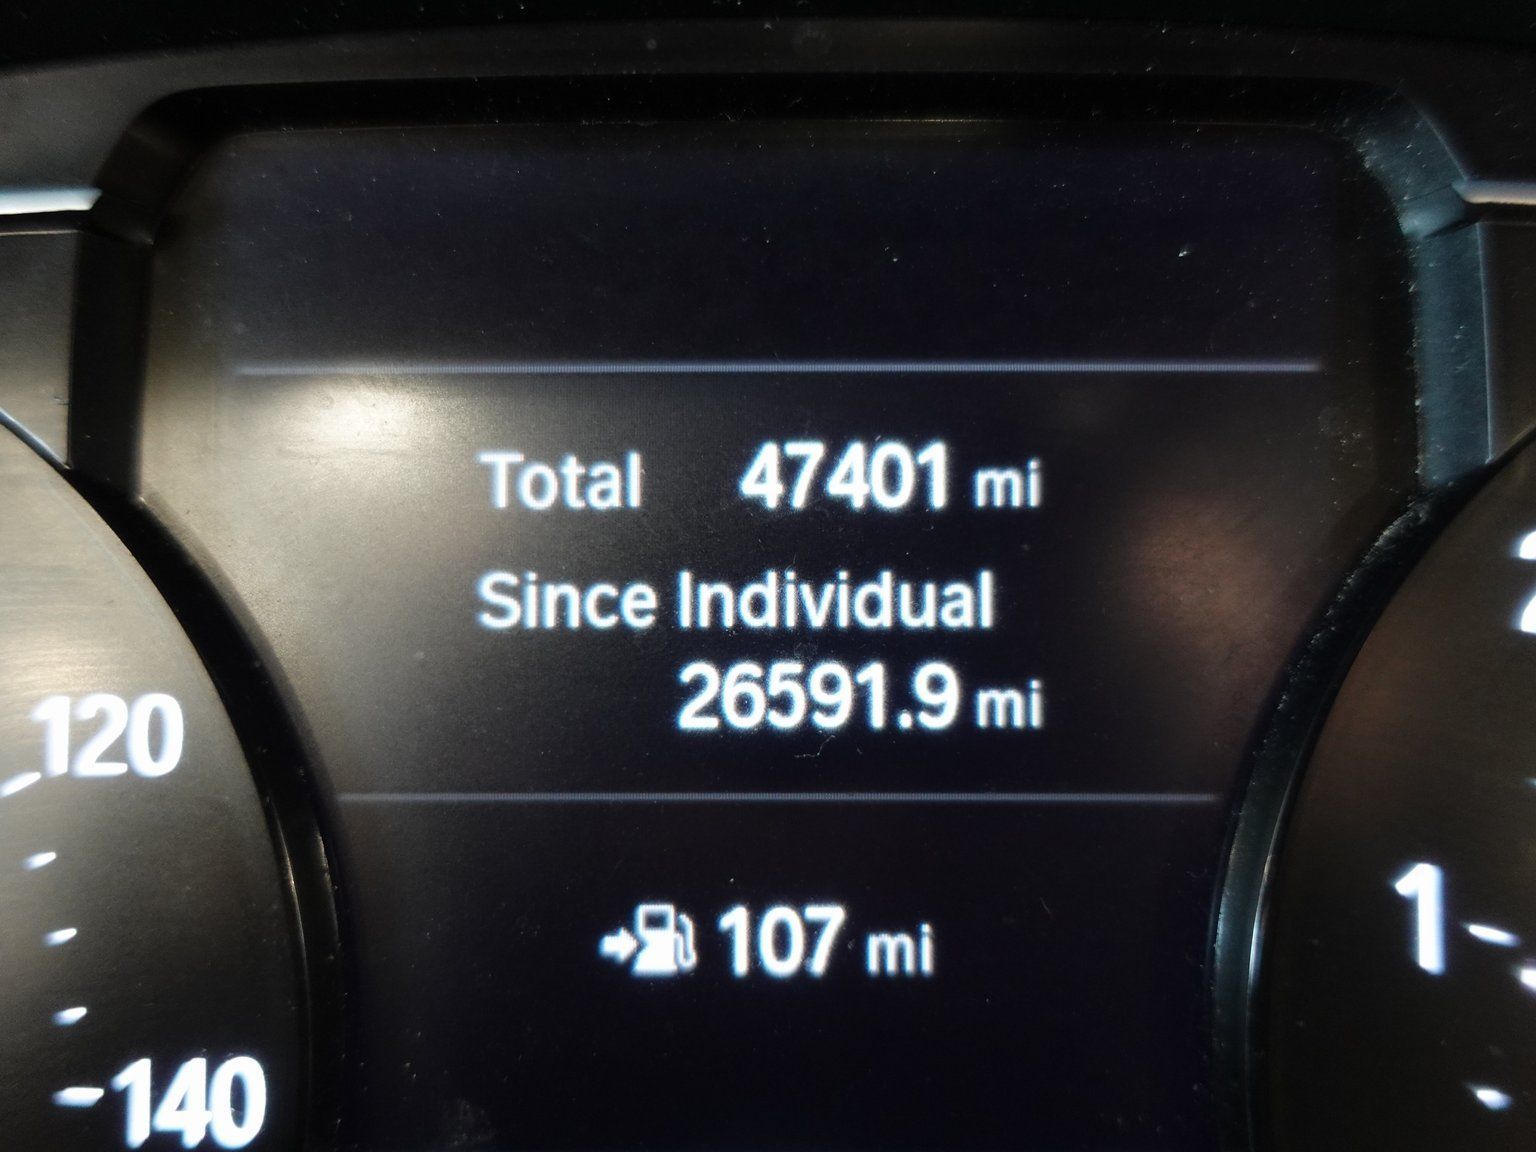 Total 47401 mi
Since Individual
26591.9 mi
107 mi
120
140
1